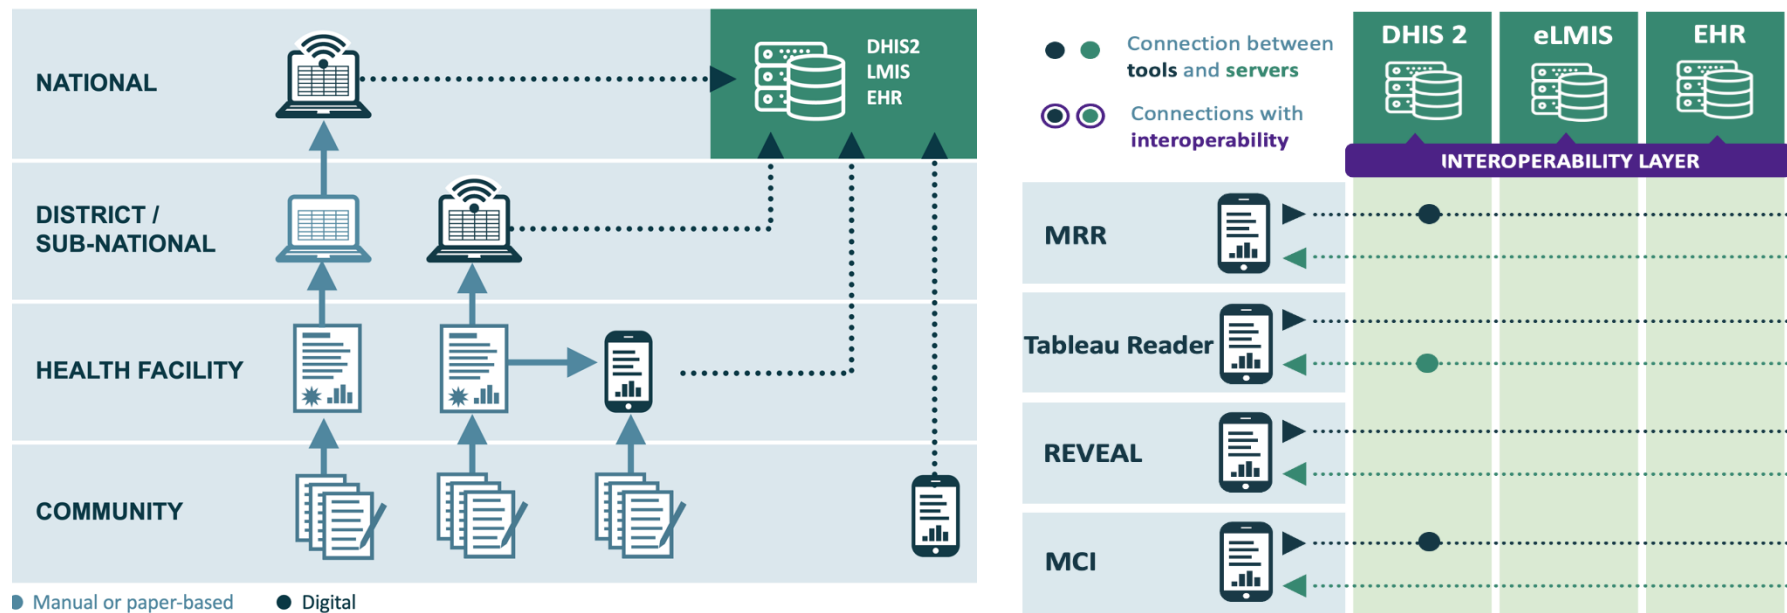 NATIONAL
DHIS2
LMIS
EHR
DISTRICT /
SUB-NATIONAL
HEALTH FACILITY
COMMUNITY
Manual or paper-based
Digital
Connection between
tools and servers
Connections with
interoperability
DHIS 2
eLMIS
EHR
INTEROPERABILITY LAYER
MRR
Tableau Reader
REVEAL
MCI